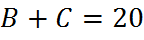 B + C = 20